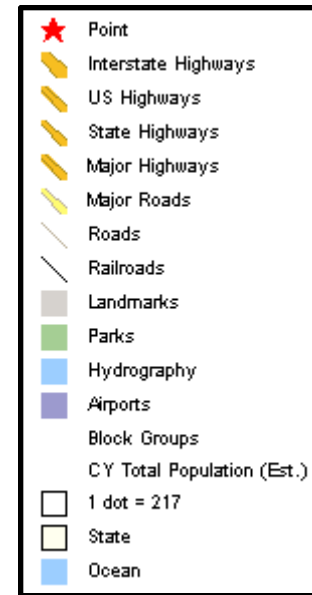 Point
Interstate Highways
US Highways
State Highways
Major Highways
Major Roads
Roads
Railroads
Landmarks
Parks
Hydrography
Airports
Block Groups
CY Total Population (Est.)
1 dot = 217
State
Ocean